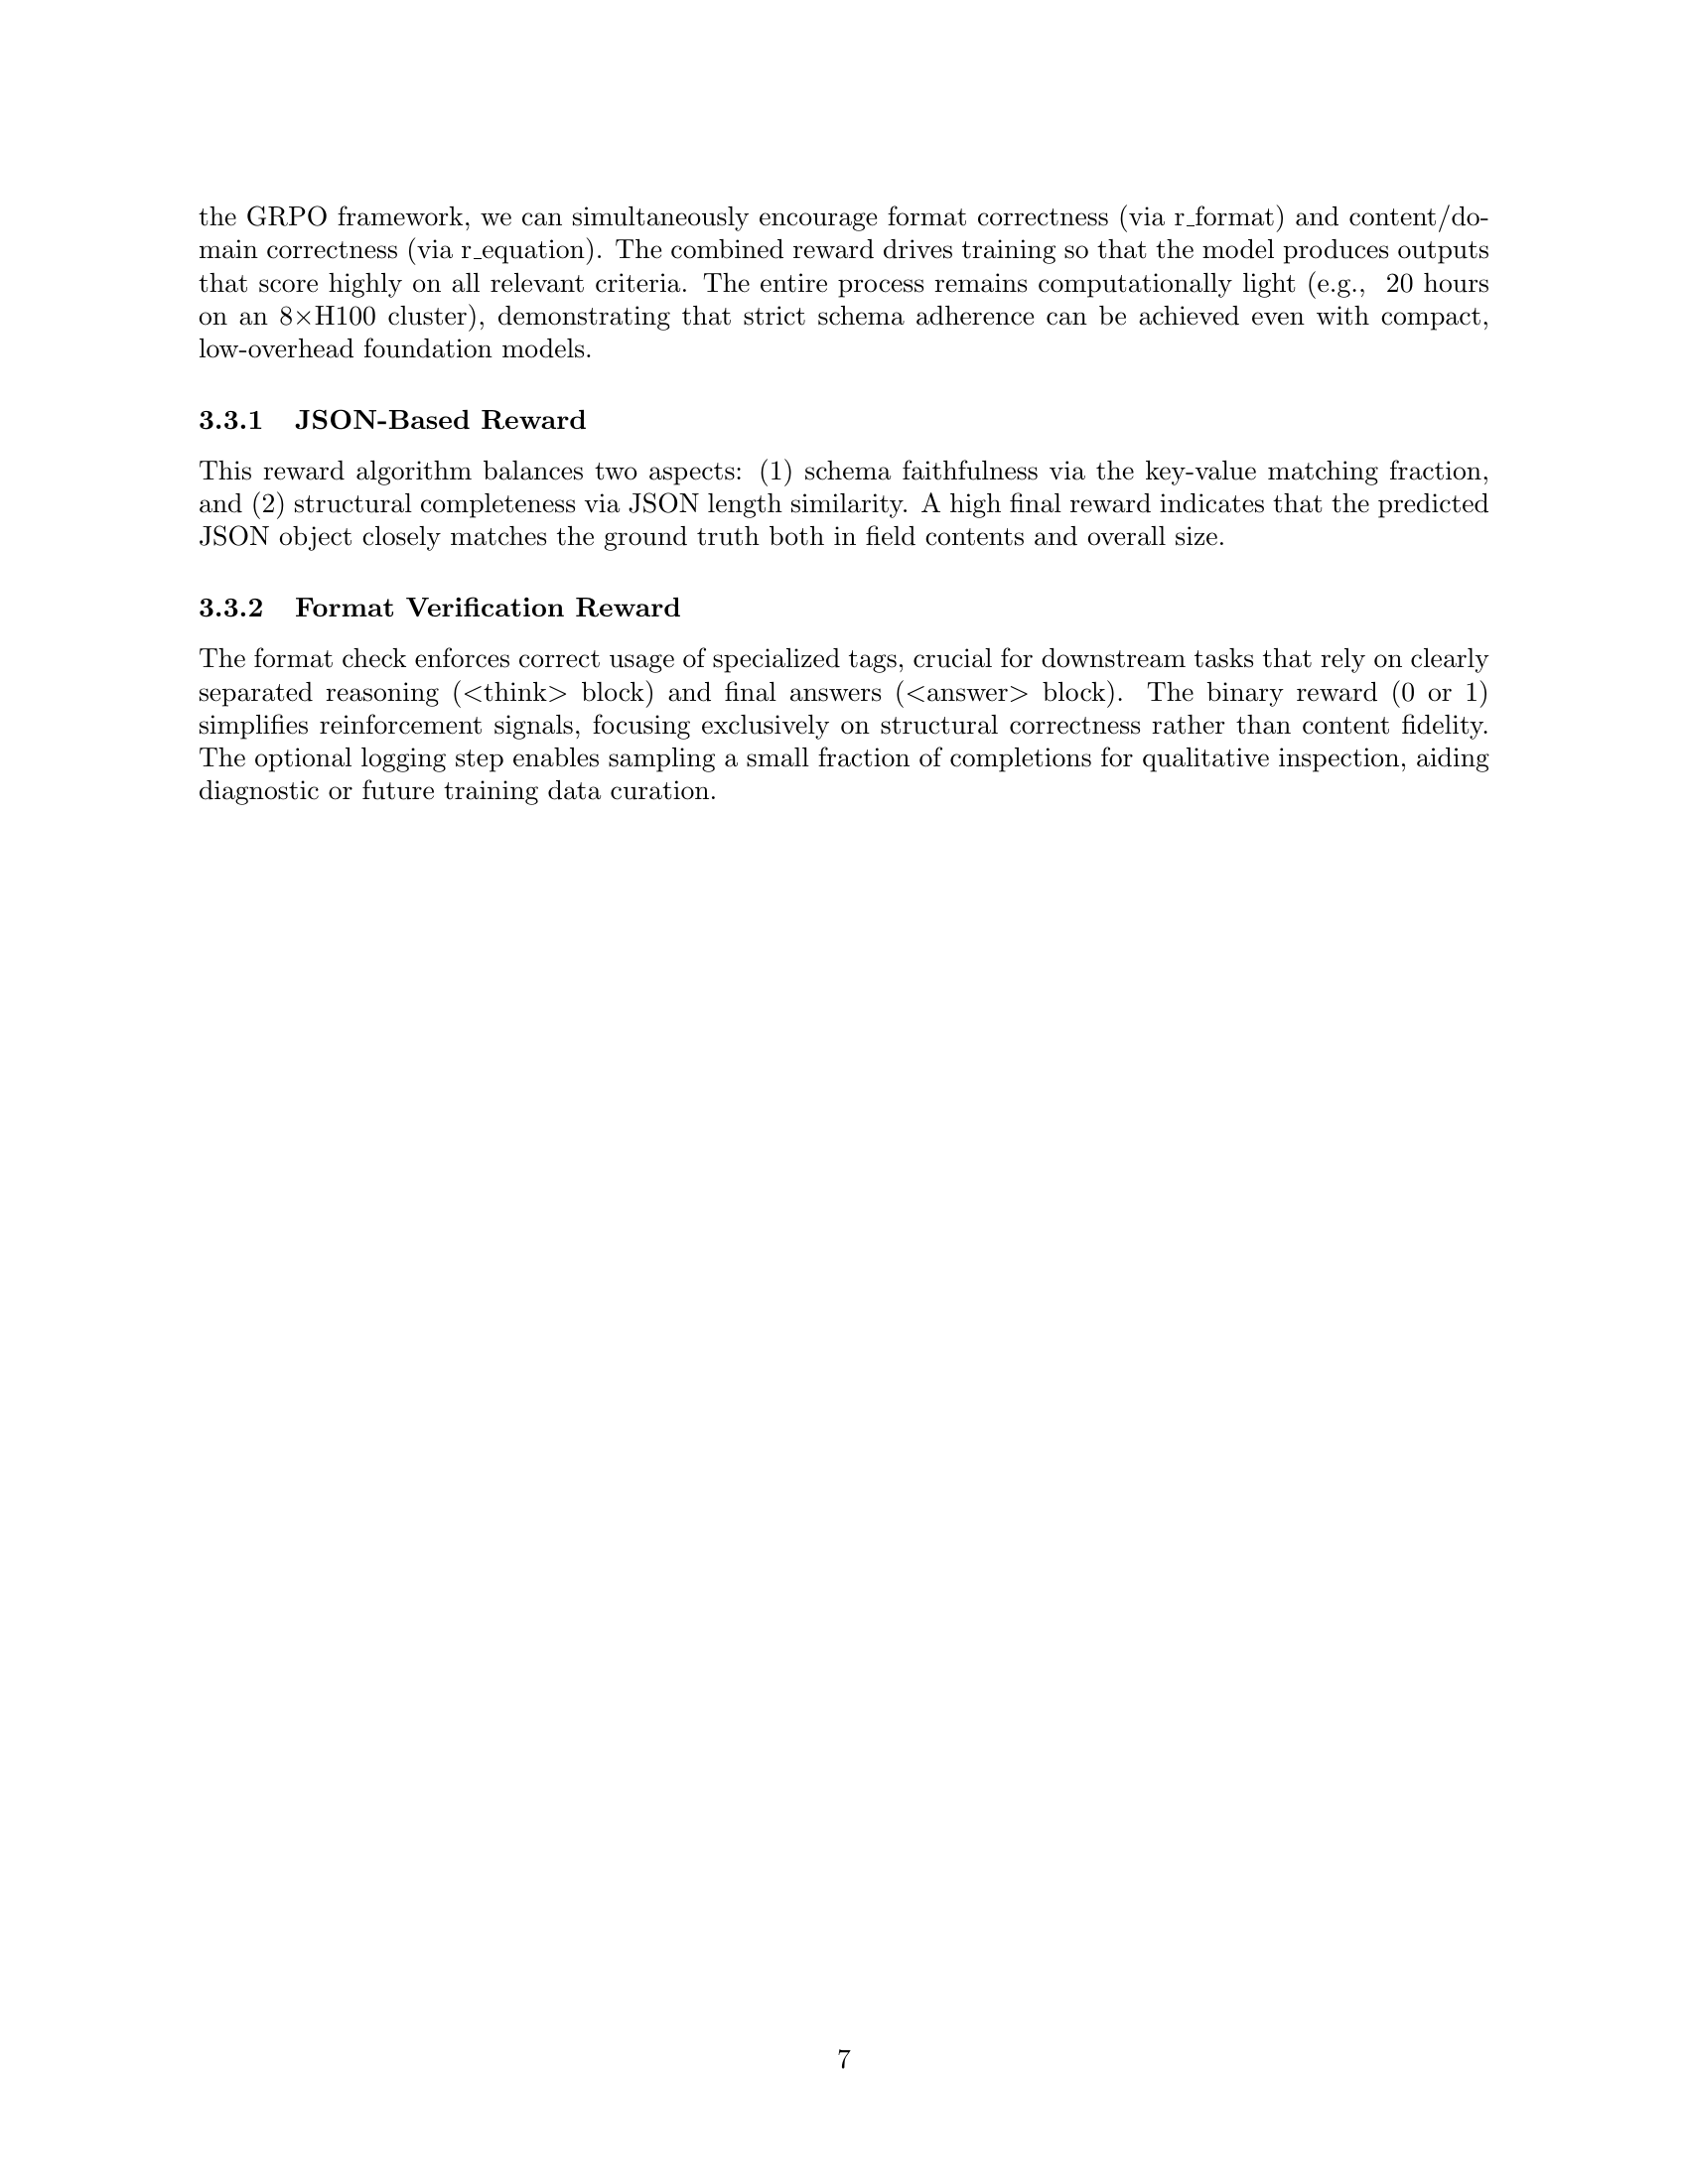 the GRPO framework, we can simultaneously encourage format correctness (via r_format) and content/do-
main correctness (via r_equation). The combined reward drives training so that the model produces outputs
that score highly on all relevant criteria. The entire process remains computationally light (e.g., 20 hours
on an 8×H100 cluster), demonstrating that strict schema adherence can be achieved even with compact,
low-overhead foundation models.
3.3.1 JSON-Based Reward
This reward algorithm balances two aspects: (1) schema faithfulness via the key-value matching fraction,
and (2) structural completeness via JSON length similarity. A high final reward indicates that the predicted
JSON object closely matches the ground truth both in field contents and overall size.
3.3.2 Format Verification Reward
The format check enforces correct usage of specialized tags, crucial for downstream tasks that rely on clearly
separated reasoning (<think> block) and final answers (<answer> block). The binary reward (0 or 1)
simplifies reinforcement signals, focusing exclusively on structural correctness rather than content fidelity.
The optional logging step enables sampling a small fraction of completions for qualitative inspection, aiding
diagnostic or future training data curation.
7